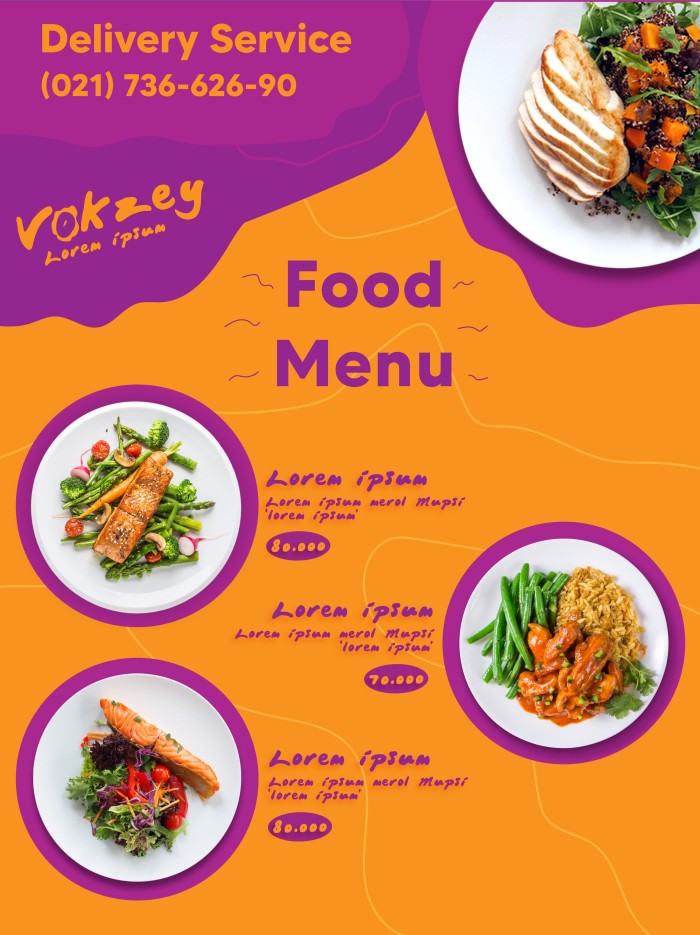 Delivery Service
(021) 736-626-90
vokzey
Lorem ipsum
Food
Menu
Lorem ipsum
Lorem ipsum merol Mupsi
'lorem ipsum'
80.000
Lorem ipsum
Lorem ipsum merol Mupsi
'lorem ipsum'
70.000
Lorem ipsum
Lorem ipsum merol Mupsi
'lorem ipsum'
80.000